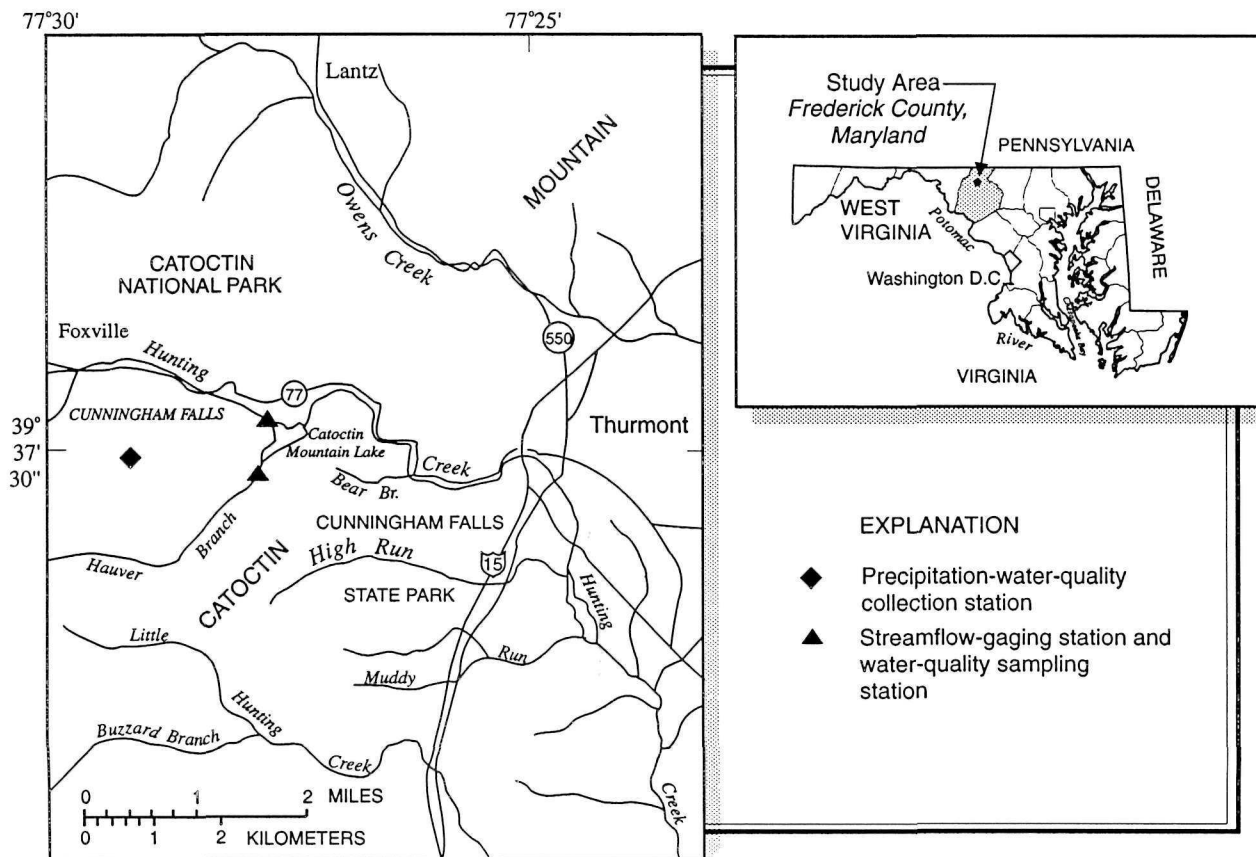 77°30'
77°25'
Lantz
MOUNTAIN
Owens
Creek
CATOCTIN
NATIONAL PARK
Foxville
Hunting
77
550
CUNNINGHAM FALLS
39°
37'
30"
Catoctin
Mountain Lake
Thurmont
Creek
Bear Br.
CUNNINGHAM FALLS
Branch
Hauver
CATOCTIN
High Run
15
STATE PARK
Hunting
Little
Run
Muddy
Hunting
Buzzard Branch
Creek
Creek
0 1 2 MILES
0 1 2 KILOMETERS
Study Area
Frederick County,
Maryland
PENNSYLVANIA
WEST
VIRGINIA
Potomac
DELAWARE
Washington D.C
River
VIRGINIA
EXPLANATION
Precipitation-water-quality
collection station
Streamflow-gaging station and
water-quality sampling
station